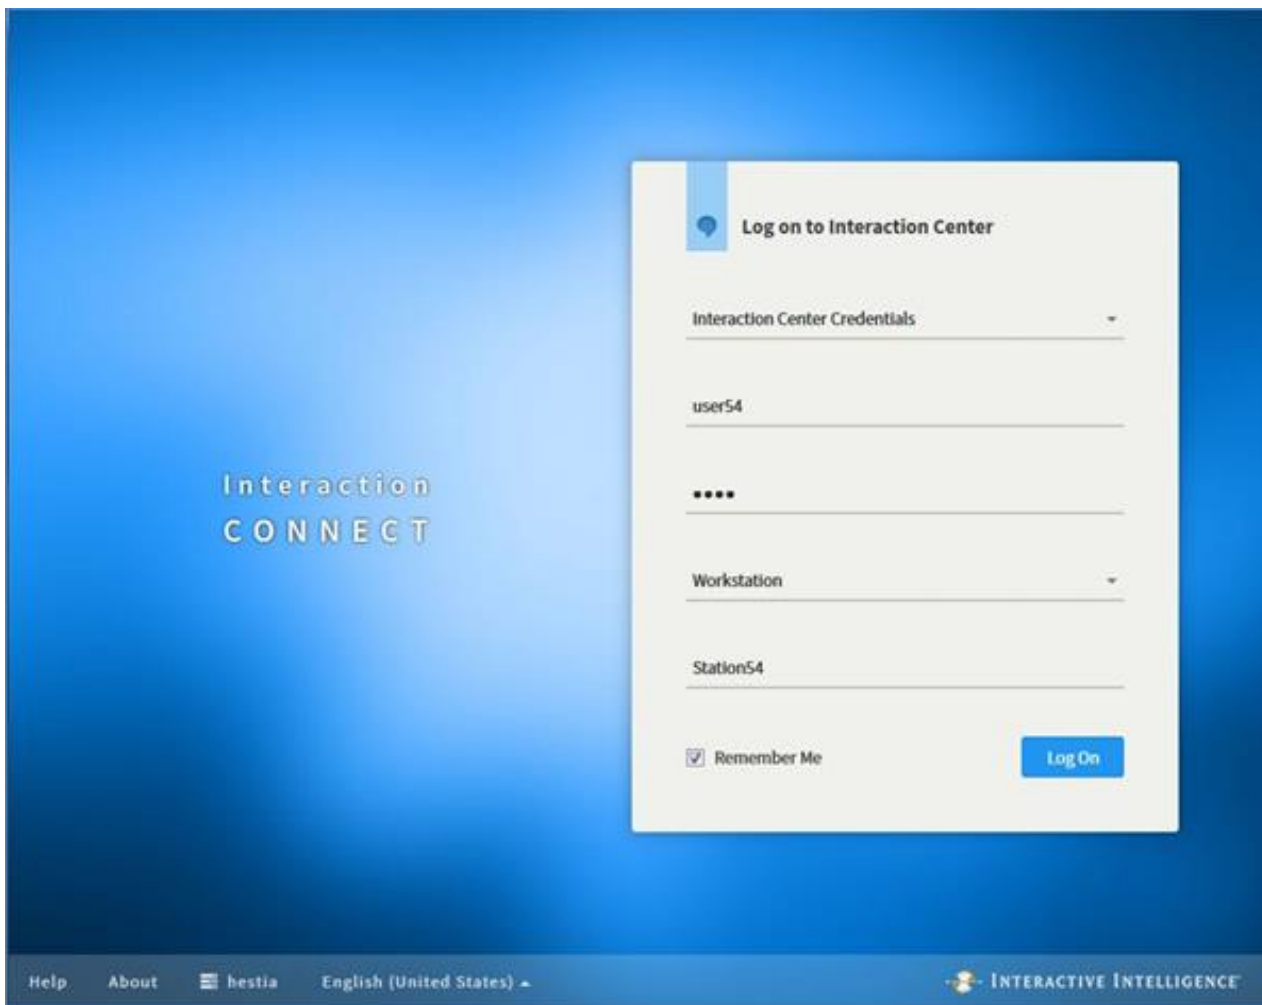 Interaction
CONNECT
Log on to Interaction Center
Interaction Center Credentials
user54
••••
Workstation
Station54
Remember Me
Log On
Help About hestia English (United States) INTERACTIVE INTELLIGENCE